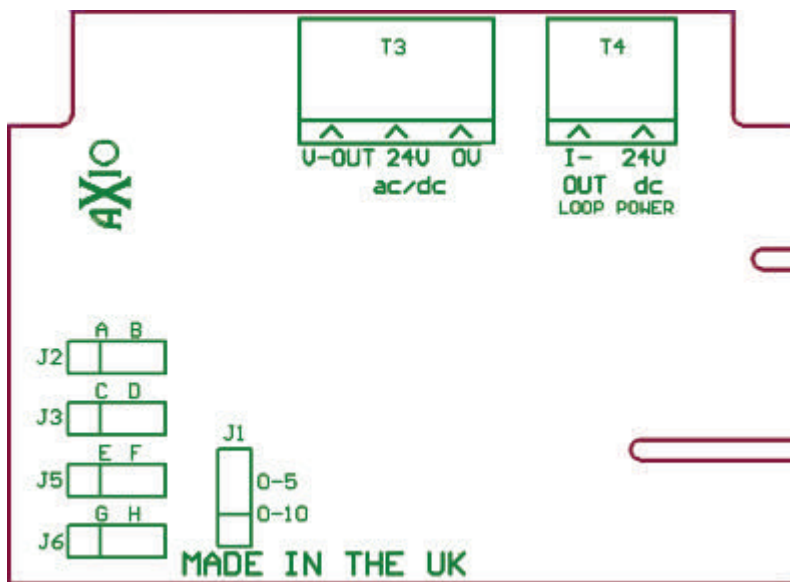 T3 T4
V-OUT 24V 0V
ac/dc
I- 24V
OUT dc
LOOP POWER
AXIO
A B
J2
C D
J3
E F
J5
G H
J6
J1
0-5
0-10
MADE IN THE UK